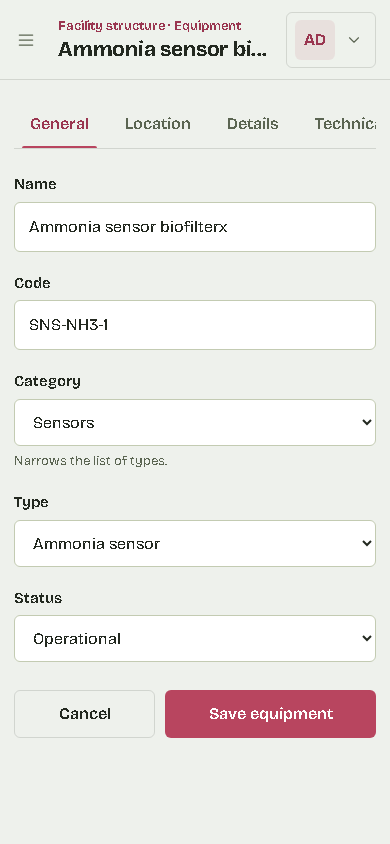 Facility structure · Equipment
Ammonia sensor bi...
AD
General Location Details Technica
Name
Ammonia sensor biofilterx
Code
SNS-NH3-1
Category
Sensors
Narrows the list of types.
Type
Ammonia sensor
Status
Operational
Cancel Save equipment